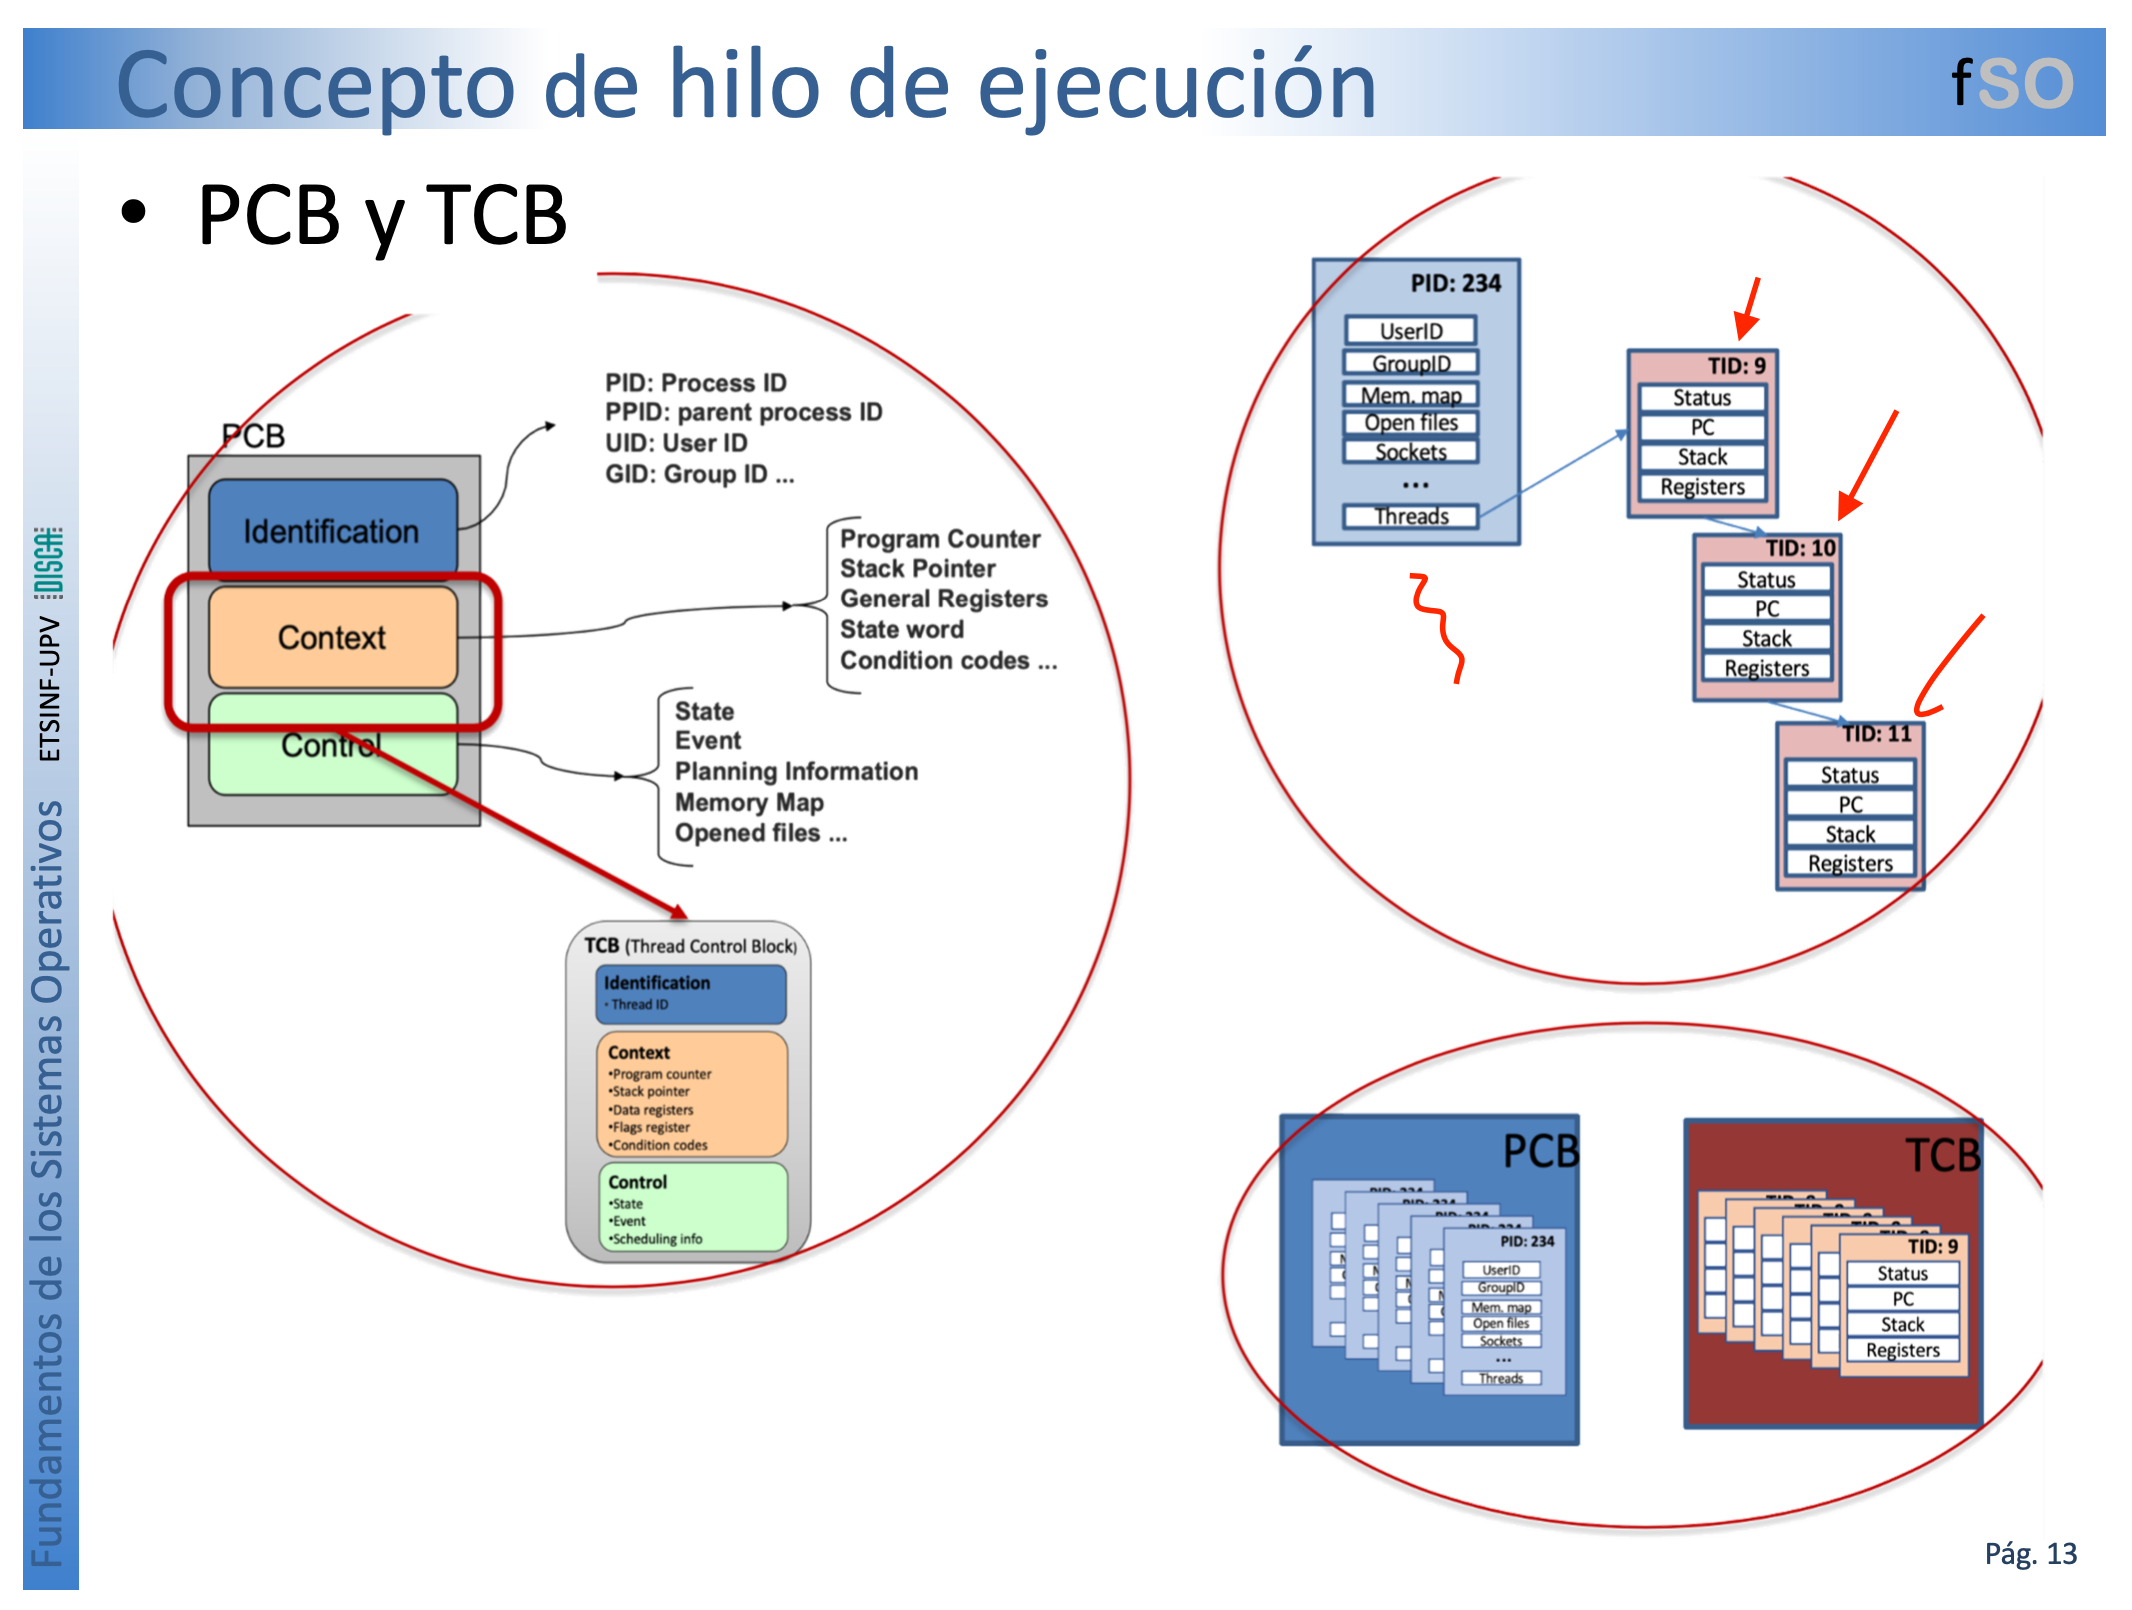 Concepto de hilo de ejecución
fSO
• PCB y TCB
PCB
Identification
Context
Control
PID: Process ID
PPID: parent process ID
UID: User ID
GID: Group ID ...
Program Counter
Stack Pointer
General Registers
State word
Condition codes ...
State
Event
Planning Information
Memory Map
Opened files ...
TCB (Thread Control Block)
Identification
• Thread ID
Context
•Program counter
•Stack pointer
•Data registers
•Flags register
•Condition codes
Control
•State
•Event
•Scheduling info
PID: 234
UserID
GroupID
Mem. map
Open files
Sockets
...
Threads
TID: 9
Status
PC
Stack
Registers
TID: 10
Status
PC
Stack
Registers
TID: 11
Status
PC
Stack
Registers
PCB
PID: 234
UserID
GroupID
Mem. map
Open files
Sockets
...
Threads
TCB
TID: 9
Status
PC
Stack
Registers
Fundamentos de los Sistemas Operativos
ETSINF-UPV
DISCA
Pág. 13